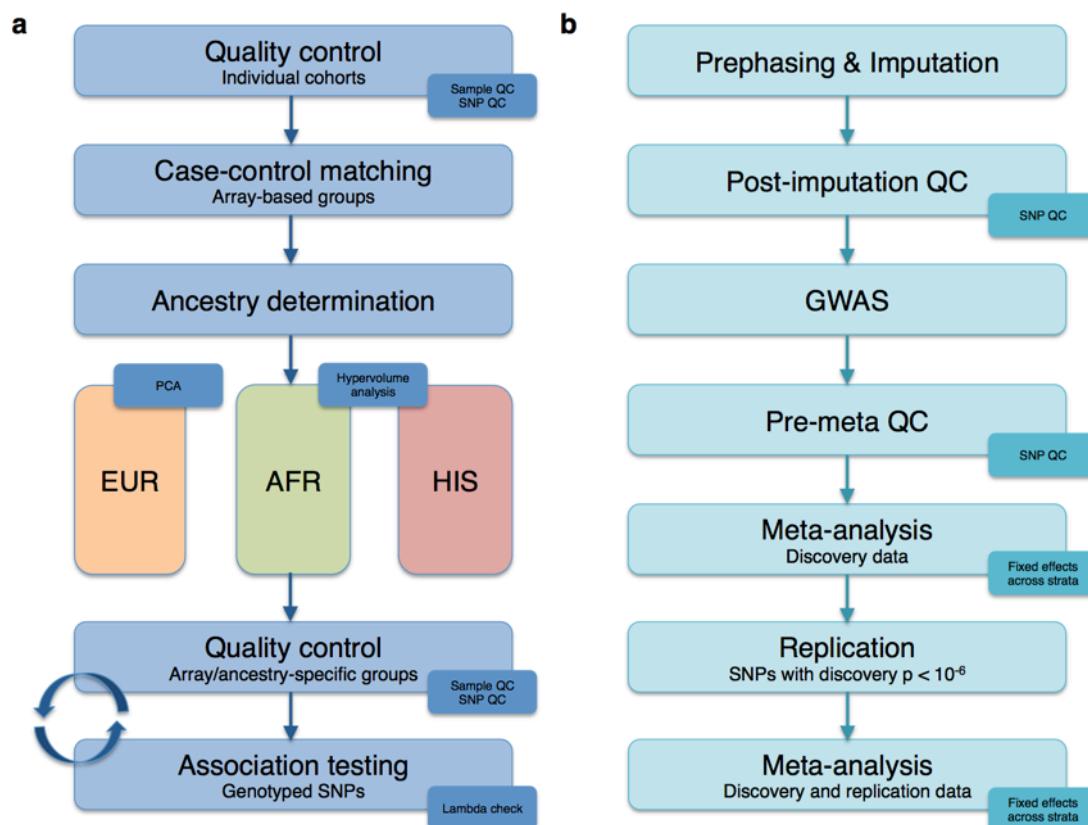 a
Quality control
Individual cohorts
Sample QC
SNP QC
Case-control matching
Array-based groups
Ancestry determination
PCA
Hypervolume
analysis
EUR
AFR
HIS
Quality control
Array/ancestry-specific groups
Sample QC
SNP QC
Association testing
Genotyped SNPs
Lambda check
b
Prephasing & Imputation
Post-imputation QC
SNP QC
GWAS
Pre-meta QC
SNP QC
Meta-analysis
Discovery data
Fixed effects
across strata
Replication
SNPs with discovery p < 10⁻⁶
Meta-analysis
Discovery and replication data
Fixed effects
across strata